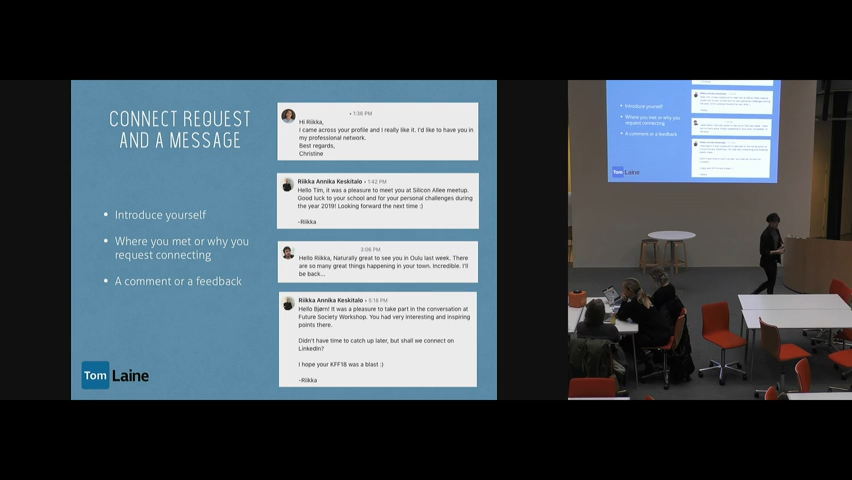 CONNECT REQUEST
AND A MESSAGE
• Introduce yourself
• Where you met or why you
request connecting
• A comment or a feedback
• 1:36 PM
Hi Riikka,
I came across your profile and I really like it. I'd like to have you in
my professional network.
Best regards,
Christine
Riikka Annika Keskitalo • 1:42 PM
Hello Tim, it was a pleasure to meet you at Silicon Allee meetup.
Good luck to your school and for your personal challenges during
the year 2019! Looking forward the next time :)
-Riikka
3:06 PM
Hello Riikka, Naturally great to see you in Oulu last week. There
are so many great things happening in your town. Incredible. I'll
be back...
Riikka Annika Keskitalo • 5:18 PM
Hello Bjørn! It was a pleasure to take part in the conversation at
Future Society Workshop. You had very interesting and inspiring
points there.
Didn't have time to catch up later, but shall we connect on
LinkedIn?
I hope your KFF18 was a blast :)
-Riikka
Tom Laine
• Introduce yourself
• Where you met or why you
request connecting
• A comment or a feedback
Tom Laine